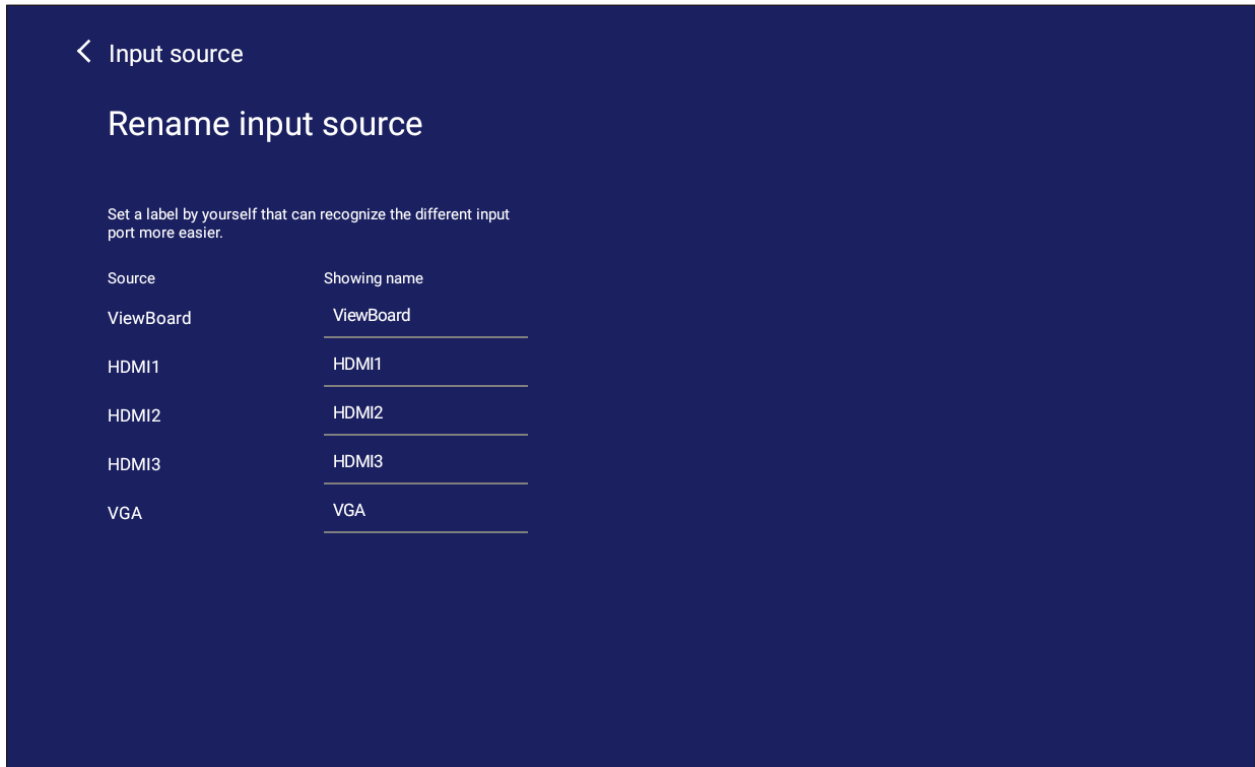 Input source
Rename input source
Set a label by yourself that can recognize the different input
port more easier.
Source Showing name
ViewBoard ViewBoard
HDMI1 HDMI1
HDMI2 HDMI2
HDMI3 HDMI3
VGA VGA